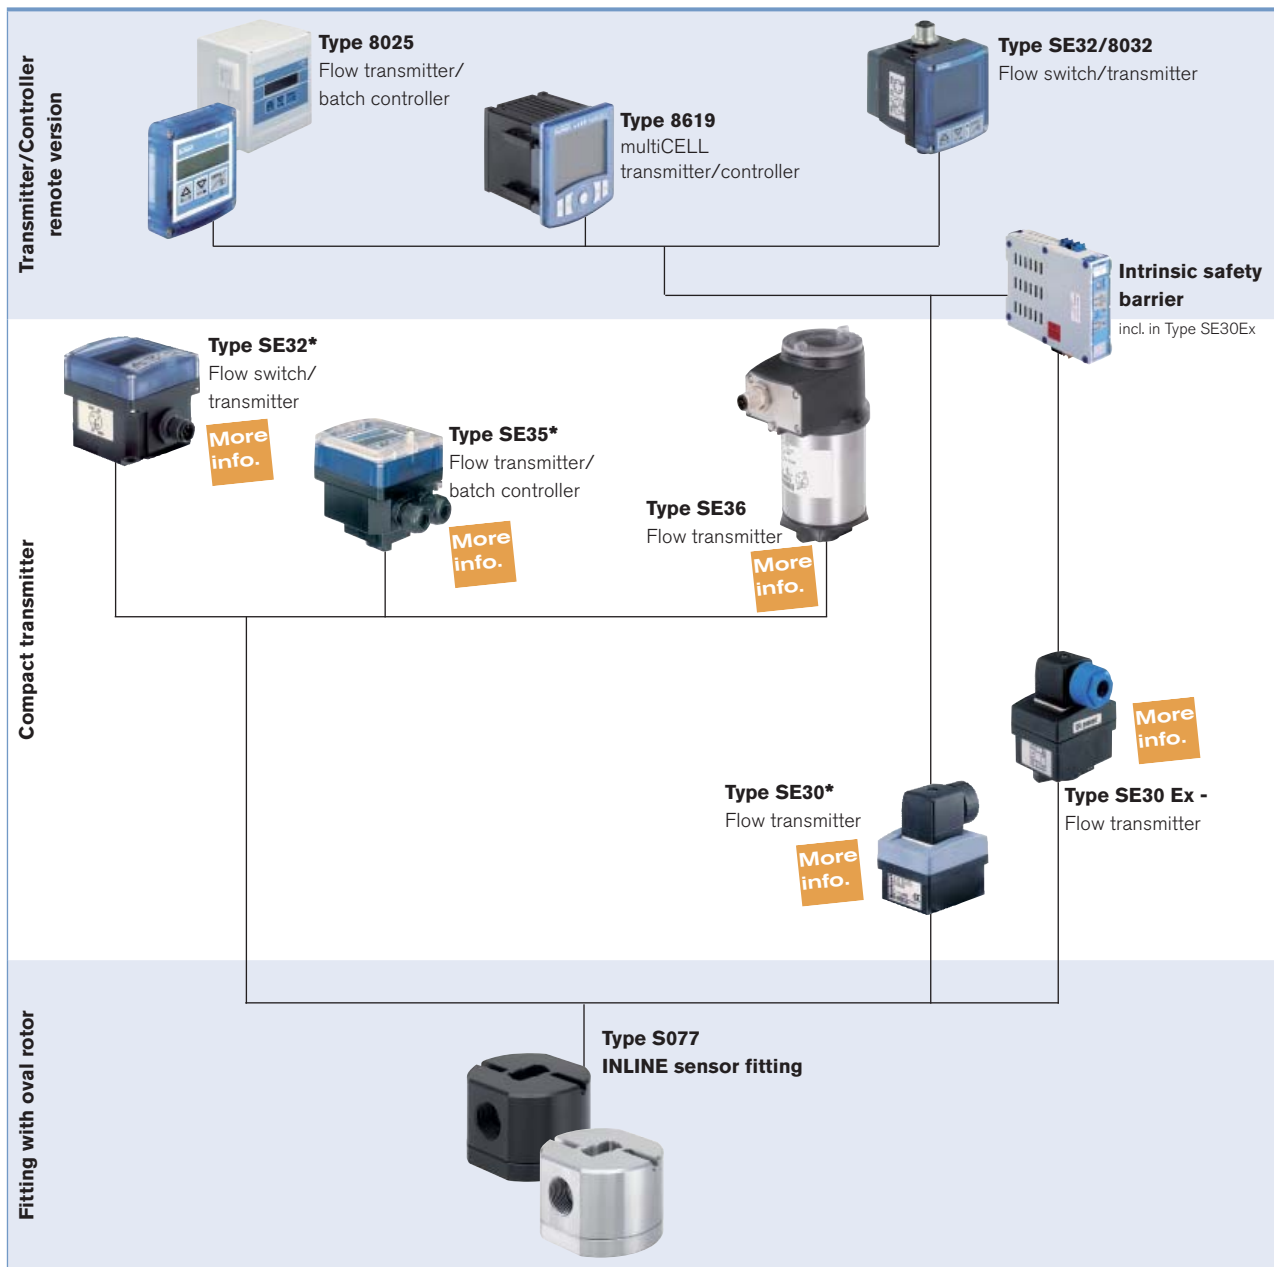 Transmitter/Controller
remote version
Type 8025
Flow transmitter/
batch controller
Type 8619
multiCELL
transmitter/controller
Type SE32/8032
Flow switch/transmitter
Intrinsic safety
barrier
incl. in Type SE30Ex
Compact transmitter
Type SE32*
Flow switch/
transmitter
More
info.
Type SE35*
Flow transmitter/
batch controller
More
info.
Type SE36
Flow transmitter
More
info.
Type SE30*
Flow transmitter
More
info.
More
info.
Type SE30 Ex -
Flow transmitter
Fitting with oval rotor
Type S077
INLINE sensor fitting